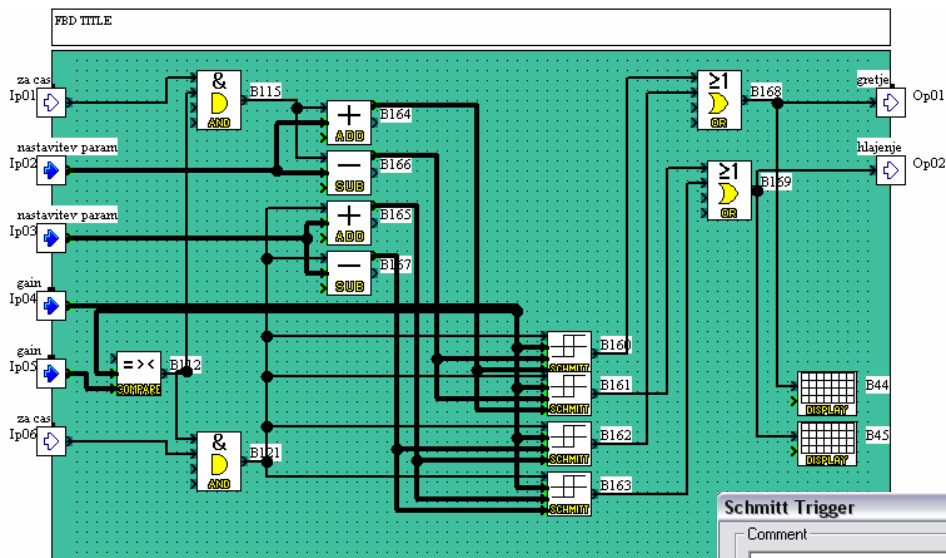 FBD TITLE
za cas
Ip01
nastavitev param
Ip02
nastavitev param
Ip03
gain
Ip04
gain
Ip05
za cas
Ip06
&
AND
B115
ADD
B164
SUB
B166
ADD
B165
SUB
B167
= > <
COMPARE
B112
&
AND
B121
≥1
OR
B168
≥1
OR
B169
gretje
Op01
hlajenje
Op02
SCHMITT
B160
SCHMITT
B161
SCHMITT
B162
SCHMITT
B163
DISPLAY
B44
DISPLAY
B45
Schmitt Trigger
Comment